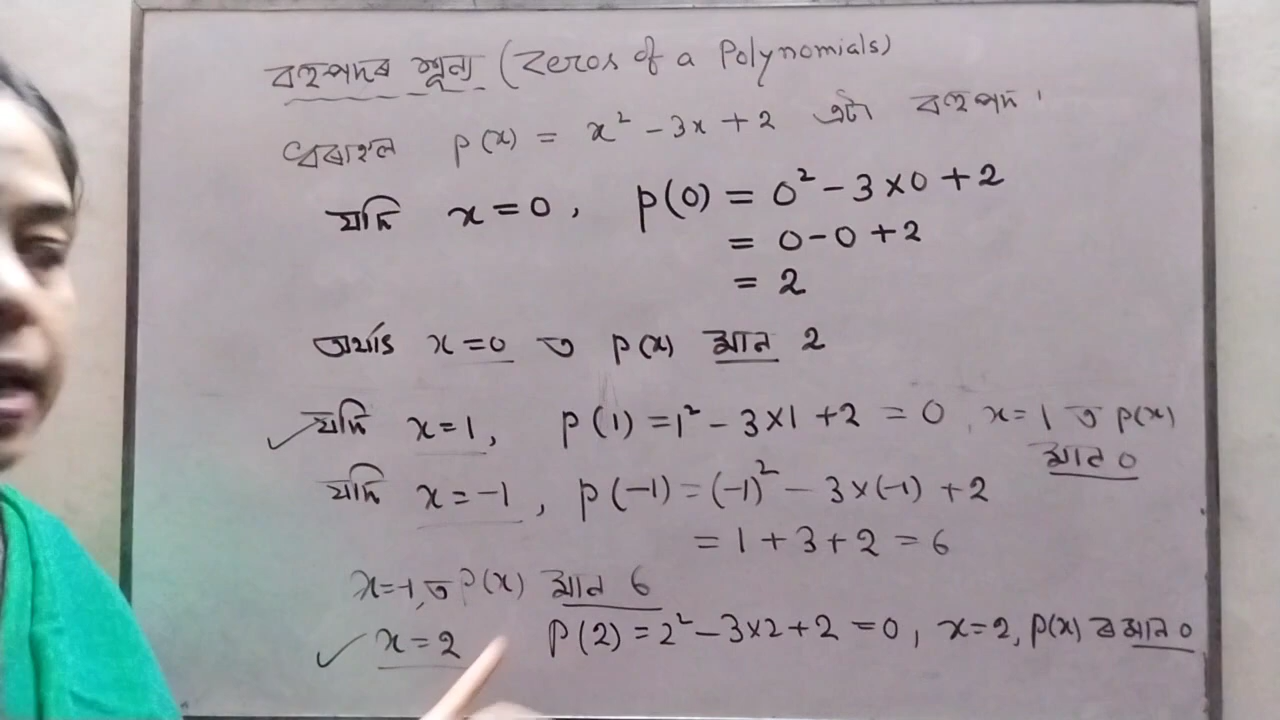 বহুপদৰ শূন্য (Zeros of a Polynomials)
ধৰাহল p(x) = x² - 3x + 2 এটা বহুপদ।
যদি x = 0, p(0) = 0² - 3 × 0 + 2
= 0 - 0 + 2
= 2
অৰ্থাৎ x = 0 ত p(x) মান 2
যদি x = 1, p(1) = 1² - 3×1 + 2 = 0, x = 1 ত p(x)
মান 0
যদি x = -1, p(-1) = (-1)² - 3×(-1) + 2
= 1 + 3 + 2 = 6
x = -1, ত p(x) মান 6
x = 2 p(2) = 2² - 3×2 + 2 = 0, x = 2, p(x) ৰ মান 0